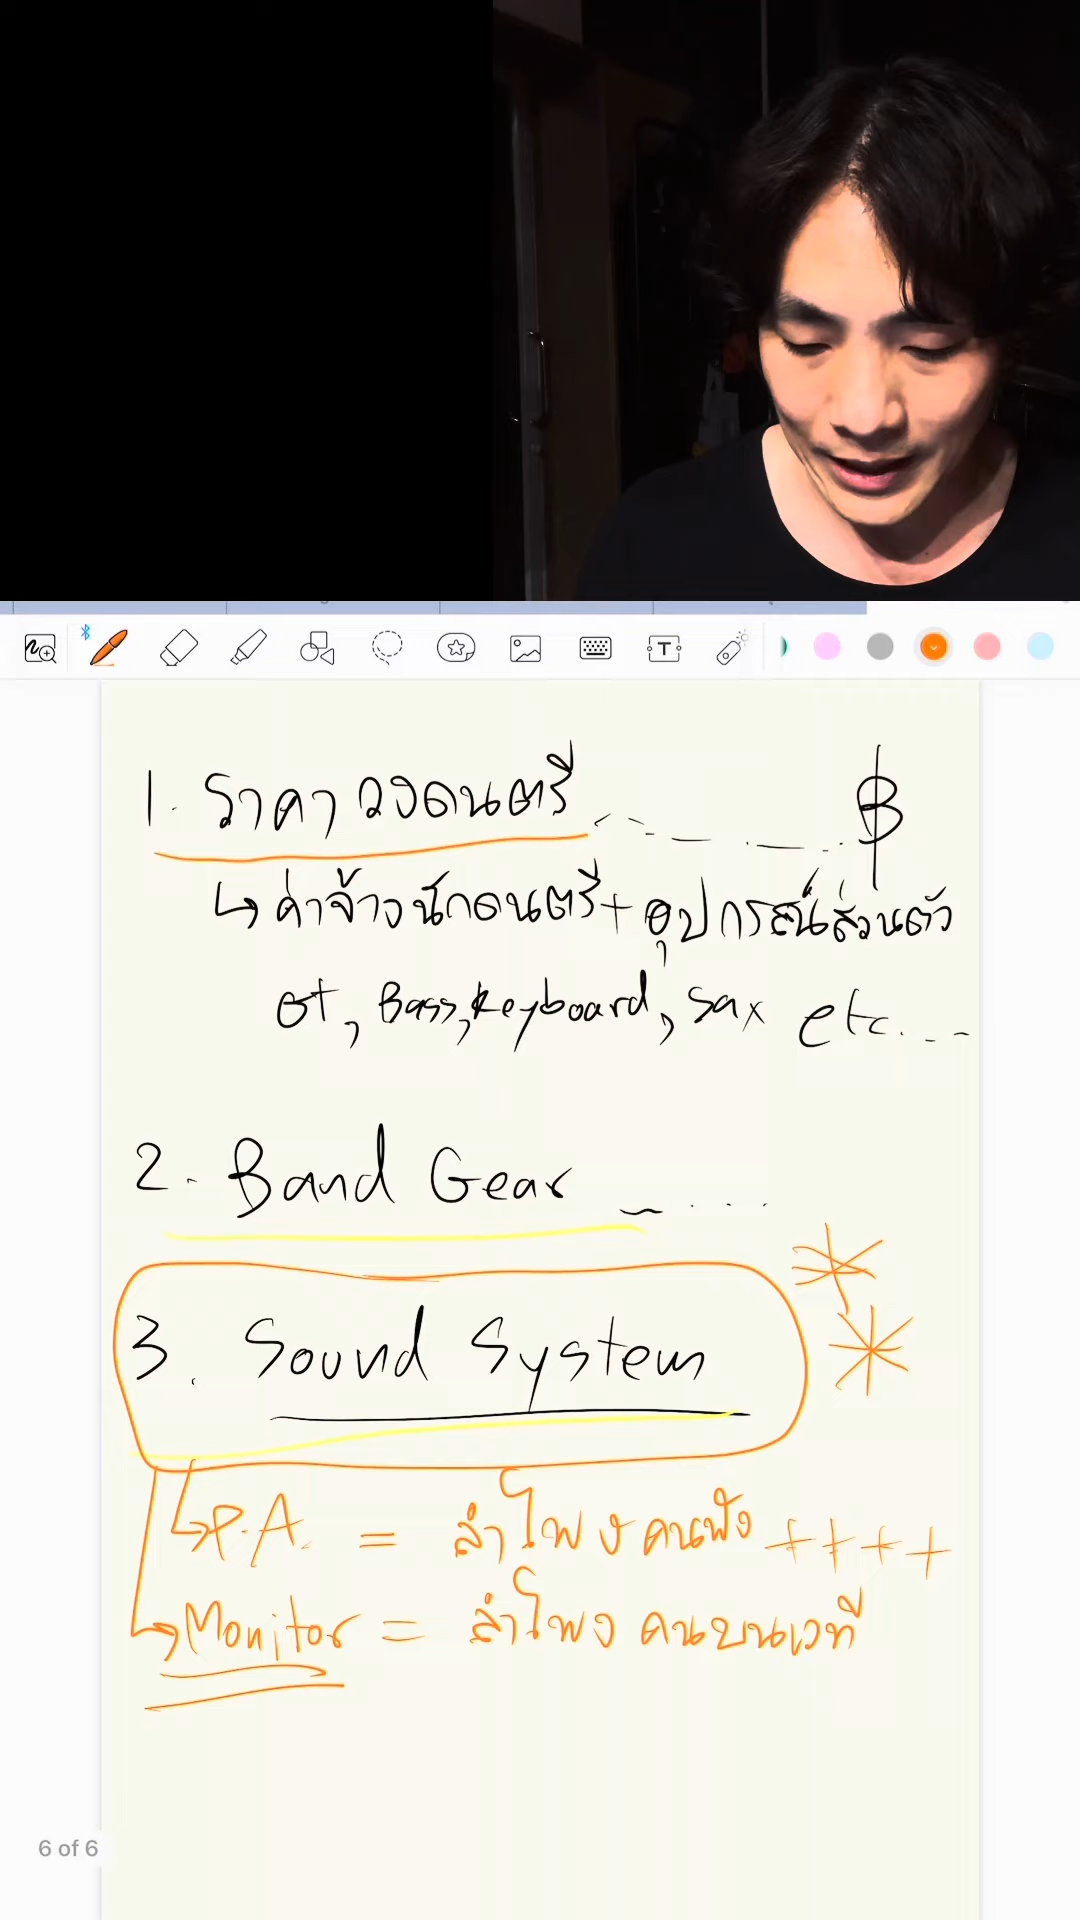 1. ราคาวงดนตรี ฿
↳ ค่าจ้างนักดนตรี + อุปกรณ์ส่วนตัว
Gt, Bass, Keyboard, Sax etc....
2. Band Gear ....
3. Sound System
↳ P.A. = ลำโพงคนฟัง ++++
↳ Monitor = ลำโพงคนบนเวที
6 of 6